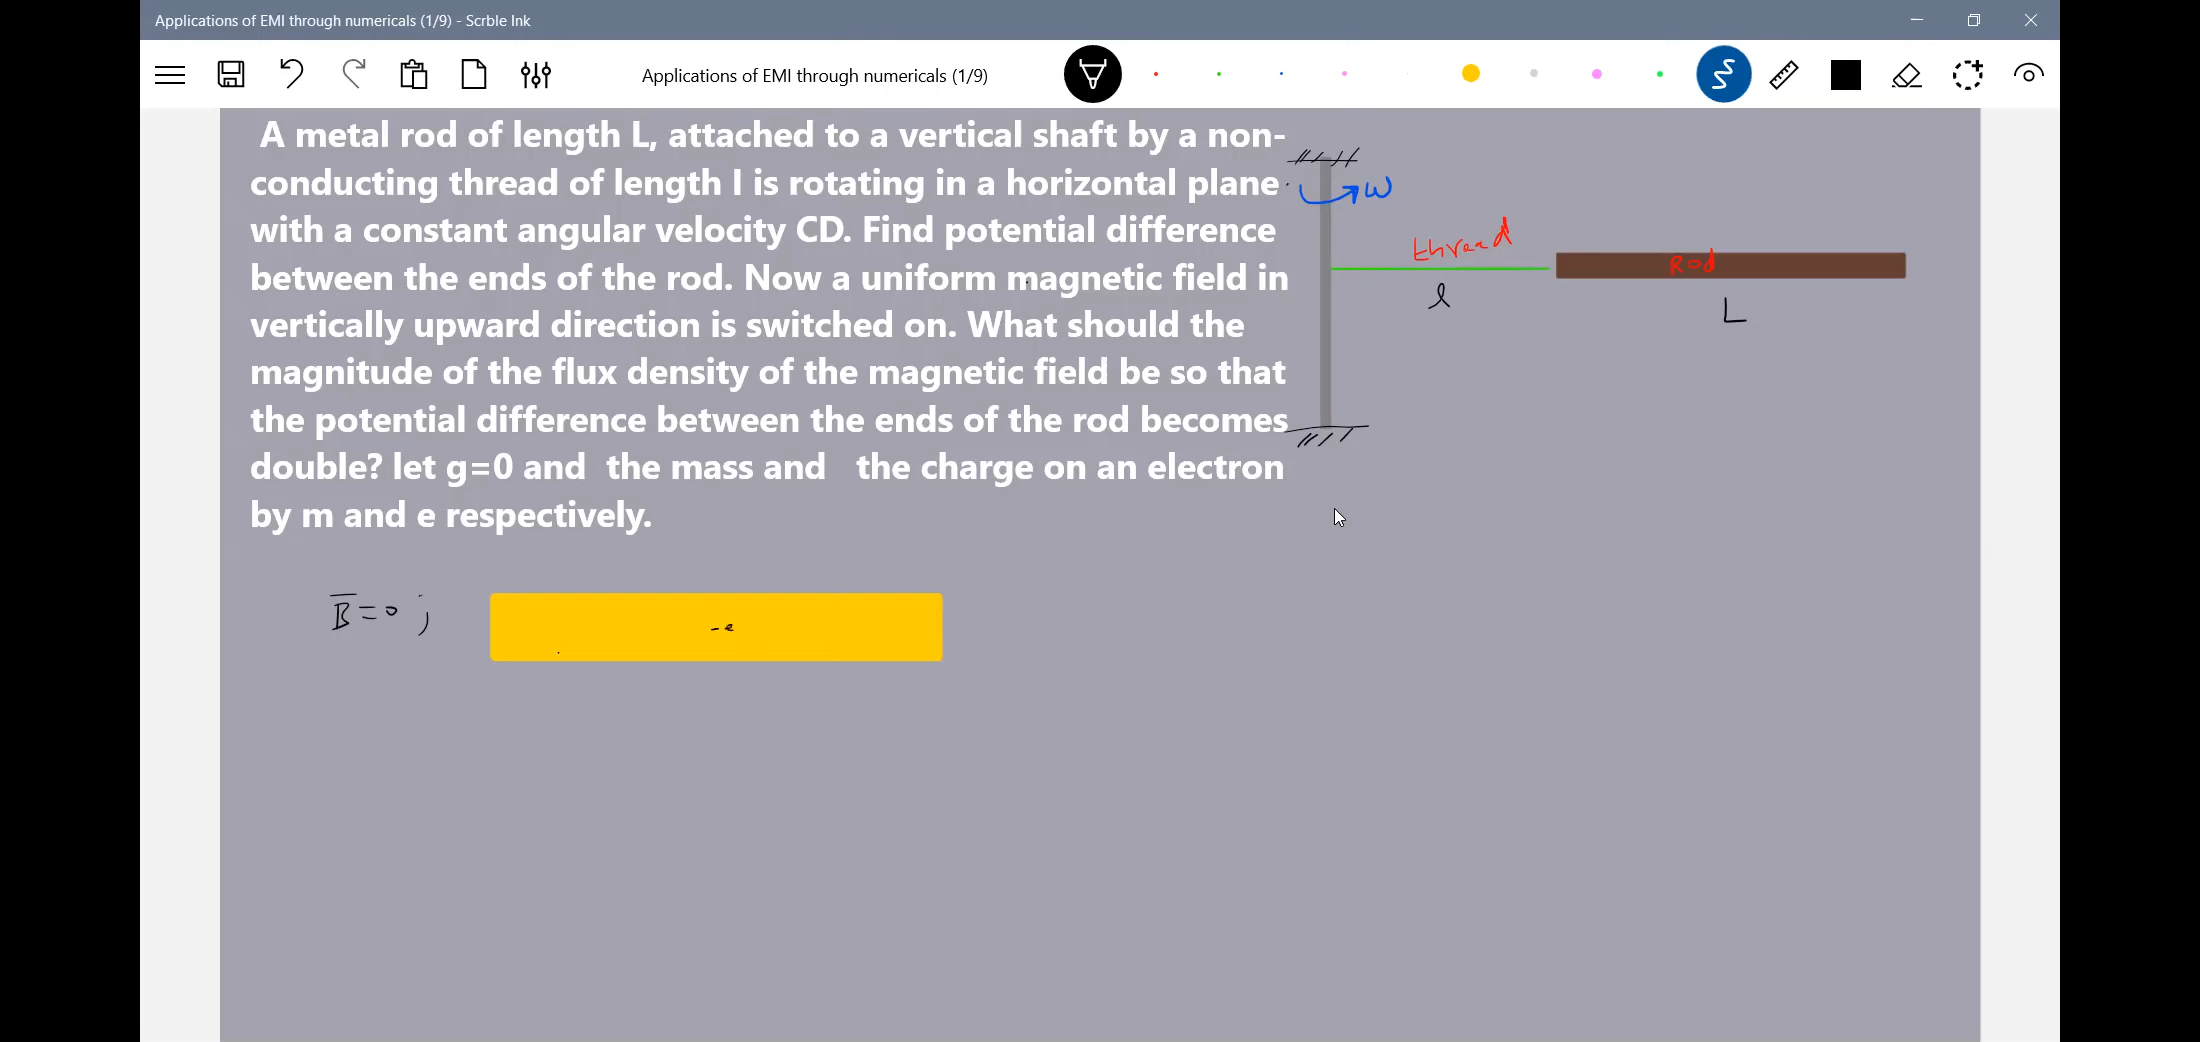 Applications of EMI through numericals (1/9) - Scrble Ink
Applications of EMI through numericals (1/9)
A metal rod of length L, attached to a vertical shaft by a non-
conducting thread of length I is rotating in a horizontal plane
with a constant angular velocity CD. Find potential difference
between the ends of the rod. Now a uniform magnetic field in
vertically upward direction is switched on. What should the
magnitude of the flux density of the magnetic field be so that
the potential difference between the ends of the rod becomes
double? let g=0 and the mass and the charge on an electron
by m and e respectively.
ω
thread
Rod
l
L
B̅=0 ;
-e